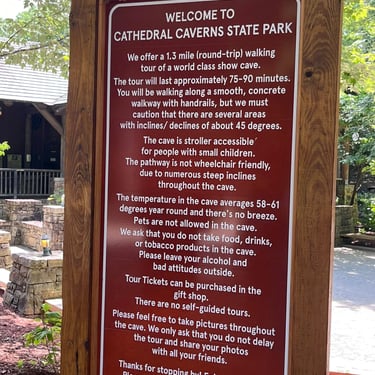 WELCOME TO
CATHEDRAL CAVERNS STATE PARK
We offer a 1.3 mile (round-trip) walking
tour of a world class show cave.
The tour will last approximately 75-90 minutes.
You will be walking along a smooth, concrete
walkway with handrails, but we must
caution that there are several areas
with inclines/ declines of about 45 degrees.
The cave is stroller accessible
for people with small children.
The pathway is not wheelchair friendly,
due to numerous steep inclines
throughout the cave.
The temperature in the cave averages 58-61
degrees year round and there's no breeze.
Pets are not allowed in the cave.
We ask that you do not take food, drinks,
or tobacco products in the cave.
Please leave your alcohol and
bad attitudes outside.
Tour Tickets can be purchased in the
gift shop.
There are no self-guided tours.
Please feel free to take pictures throughout
the cave. We only ask that you do not delay
the tour and share your photos
with all your friends.
Thanks for stopping by!